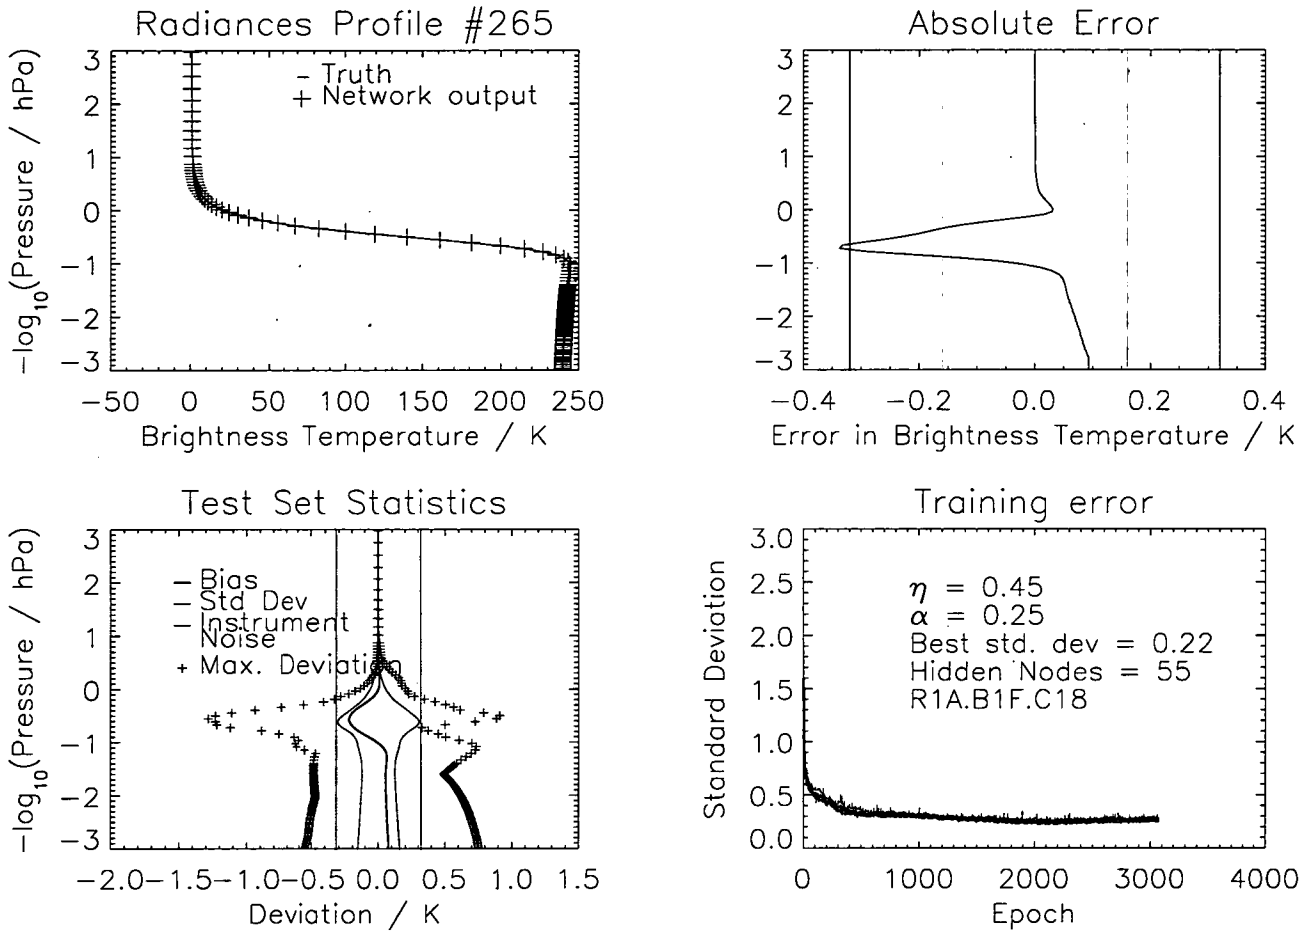 Radiances Profile #265
−log10(Pressure / hPa)
3
2
1
0
−1
−2
−3
− Truth
+ Network output
−50 0 50 100 150 200 250
Brightness Temperature / K
Absolute Error
3
2
1
0
−1
−2
−3
−0.4 −0.2 0.0 0.2 0.4
Error in Brightness Temperature / K
Test Set Statistics
−log10(Pressure / hPa)
3
2
1
0
−1
−2
−3
− Bias
− Std Dev
− Instrument
Noise
+ Max. Deviation
−2.0−1.5−1.0−0.5 0.0 0.5 1.0 1.5
Deviation / K
Training error
Standard Deviation
3.0
2.5
2.0
1.5
1.0
0.5
0.0
η = 0.45
α = 0.25
Best std. dev = 0.22
Hidden Nodes = 55
R1A.B1F.C18
0 1000 2000 3000 4000
Epoch